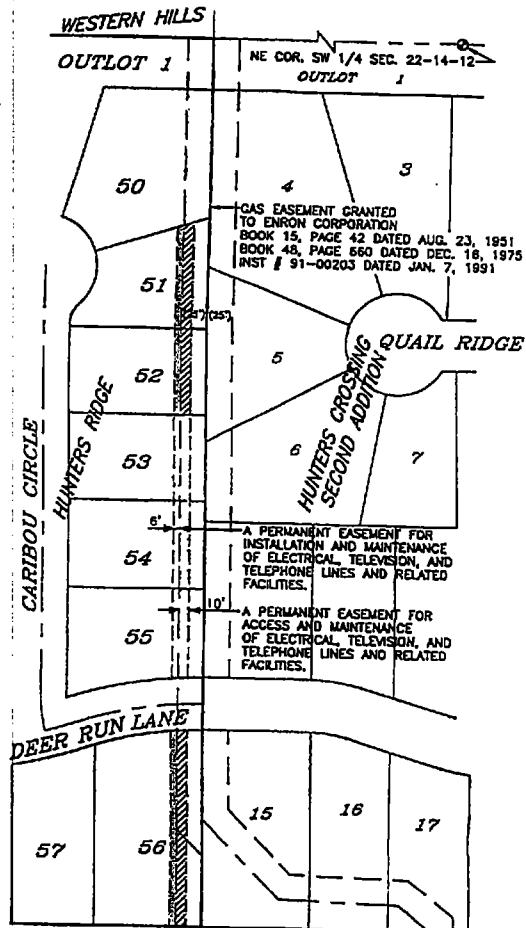 WESTERN HILLS
OUTLOT 1
NE COR. SW 1/4 SEC. 22-14-12
OUTLOT 1
50
4
3
GAS EASEMENT GRANTED
TO ENRON CORPORATION
BOOK 15, PAGE 42 DATED AUG. 23, 1951
BOOK 48, PAGE 560 DATED DEC. 16, 1975
INST # 91-00203 DATED JAN. 7, 1991
51
(25')
5
QUAIL RIDGE
52
HUNTERS RIDGE
HUNTERS CROSSING
SECOND ADDITION
CARIBOU CIRCLE
53
6
7
6'
A PERMANENT EASEMENT FOR
INSTALLATION AND MAINTENANCE
OF ELECTRICAL, TELEVISION, AND
TELEPHONE LINES AND RELATED
FACILITIES.
54
10'
A PERMANENT EASEMENT FOR
ACCESS AND MAINTENANCE
OF ELECTRICAL, TELEVISION, AND
TELEPHONE LINES AND RELATED
FACILITIES.
55
DEER RUN LANE
57
56
15
16
17